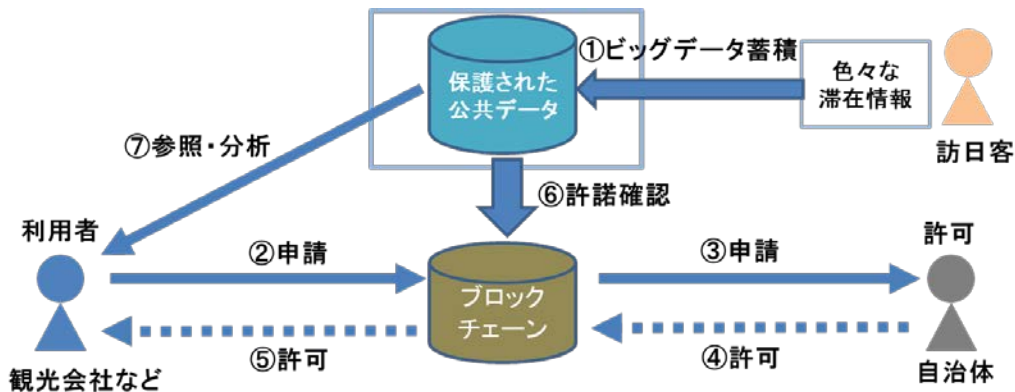 ①ビッグデータ蓄積
保護された
公共データ
色々な
滞在情報
訪日客
⑦参照・分析
⑥許諾確認
利用者
②申請
③申請
許可
ブロック
チェーン
⑤許可
④許可
観光会社など
自治体